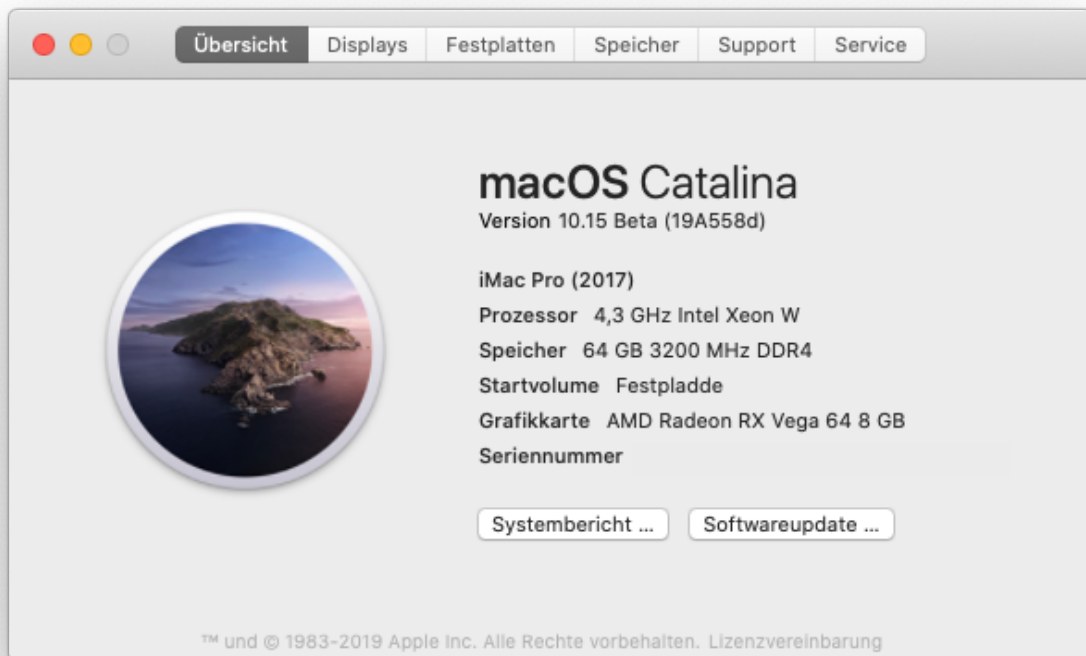 Übersicht Displays Festplatten Speicher Support Service
macOS Catalina
Version 10.15 Beta (19A558d)
iMac Pro (2017)
Prozessor 4,3 GHz Intel Xeon W
Speicher 64 GB 3200 MHz DDR4
Startvolume Festpladde
Grafikkarte AMD Radeon RX Vega 64 8 GB
Seriennummer
Systembericht ... Softwareupdate ...
™ und © 1983-2019 Apple Inc. Alle Rechte vorbehalten. Lizenzvereinbarung